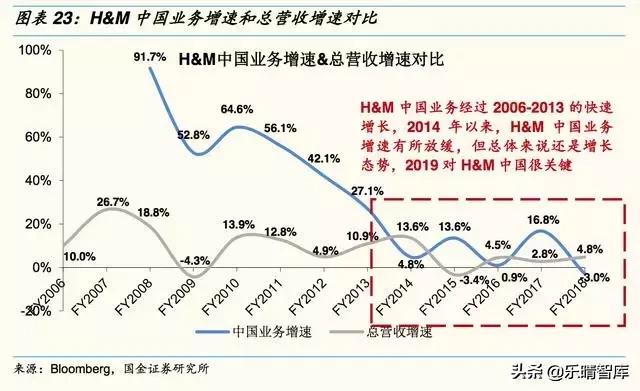 图表 23：H&M 中国业务增速和总营收增速对比
H&M中国业务增速&总营收增速对比
100%
80%
60%
40%
20%
0%
-20%
91.7%
52.8%
64.6%
56.1%
42.1%
27.1%
4.8%
13.6%
0.9%
16.8%
-3.0%
10.0%
26.7%
18.8%
-4.3%
13.9%
12.8%
4.9%
10.9%
13.6%
-3.4%
4.5%
2.8%
4.8%
H&M 中国业务经过 2006-2013 的快速
增长，2014 年以来，H&M 中国业务
增速有所放缓，但总体来说还是增长
态势，2019 对 H&M 中国很关键
FY2006
FY2007
FY2008
FY2009
FY2010
FY2011
FY2012
FY2013
FY2014
FY2015
FY2016
FY2017
FY2018
中国业务增速
总营收增速
来源：Bloomberg，国金证券研究所
头条 @乐晴智库